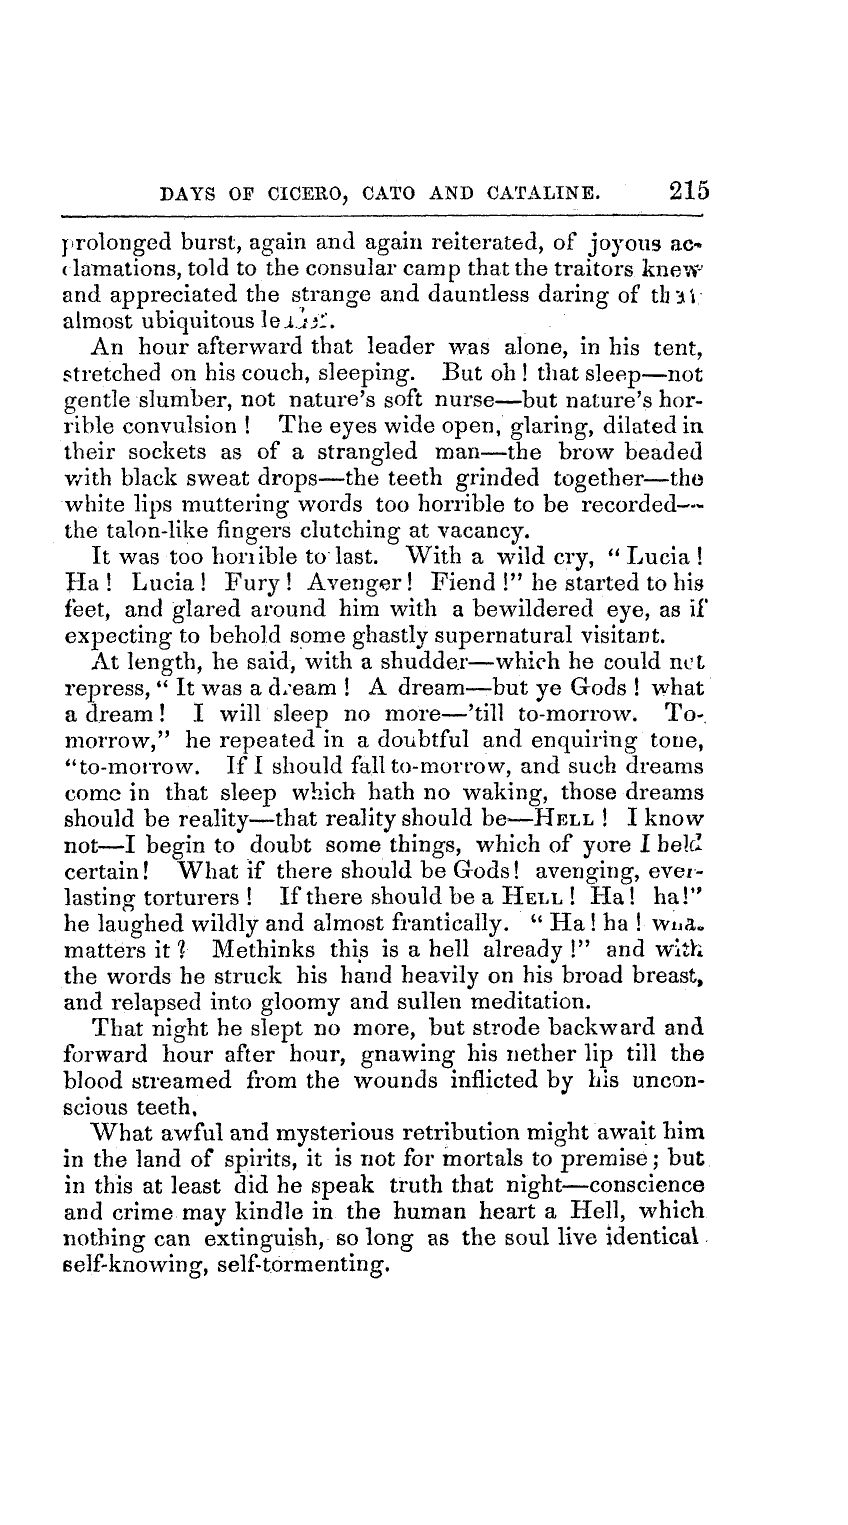 DAYS OF CICERO, CATO AND CATALINE. 215
prolonged burst, again and again reiterated, of joyous ac-
clamations, told to the consular camp that the traitors knew
and appreciated the strange and dauntless daring of that
almost ubiquitous
An hour afterward that leader was alone, in his tent,
stretched on his couch, sleeping. But oh! that sleep—not
gentle slumber, not nature's soft nurse—but nature's hor-
rible convulsion! The eyes wide open, glaring, dilated in
their sockets as of a strangled man—the brow beaded
with black sweat drops—the teeth grinded together—the
white lips muttering words too horrible to be recorded—
the talon-like fingers clutching at vacancy.
It was too horrible to last. With a wild cry, "Lucia!
Ha! Lucia! Fury! Avenger! Fiend!" he started to his
feet, and glared around him with a bewildered eye, as if
expecting to behold some ghastly supernatural visitant.
At length, he said, with a shudder—which he could not
repress, "It was a dream! A dream—but ye Gods! what
a dream! I will sleep no more—'till to-morrow. To-
morrow," he repeated in a doubtful and enquiring tone,
"to-morrow. If I should fall to-morrow, and such dreams
come in that sleep which hath no waking, those dreams
should be reality—that reality should be—HELL! I know
not—I begin to doubt some things, which of yore I held
certain! What if there should be Gods! avenging, ever-
lasting torturers! If there should be a HELL! Ha! ha!"
he laughed wildly and almost frantically. "Ha! ha!
matters it? Methinks this is a hell already!" and with
the words he struck his hand heavily on his broad breast,
and relapsed into gloomy and sullen meditation.
That night he slept no more, but strode backward and
forward hour after hour, gnawing his nether lip till the
blood streamed from the wounds inflicted by his uncon-
scious teeth.
What awful and mysterious retribution might await him
in the land of spirits, it is not for mortals to premise; but
in this at least did he speak truth that night—conscience
and crime may kindle in the human heart a Hell, which
nothing can extinguish, so long as the soul live identical
self-knowing, self-tormenting.